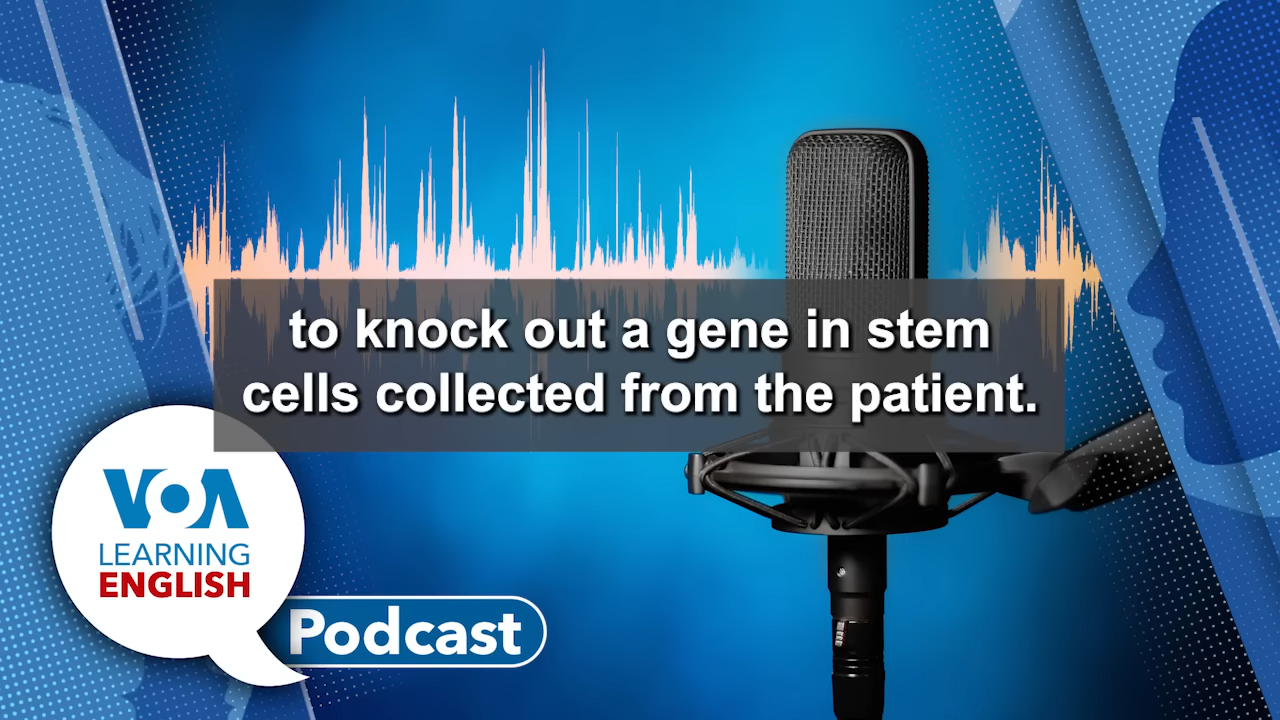 to knock out a gene in stem
cells collected from the patient.
VOA
LEARNING
ENGLISH
Podcast